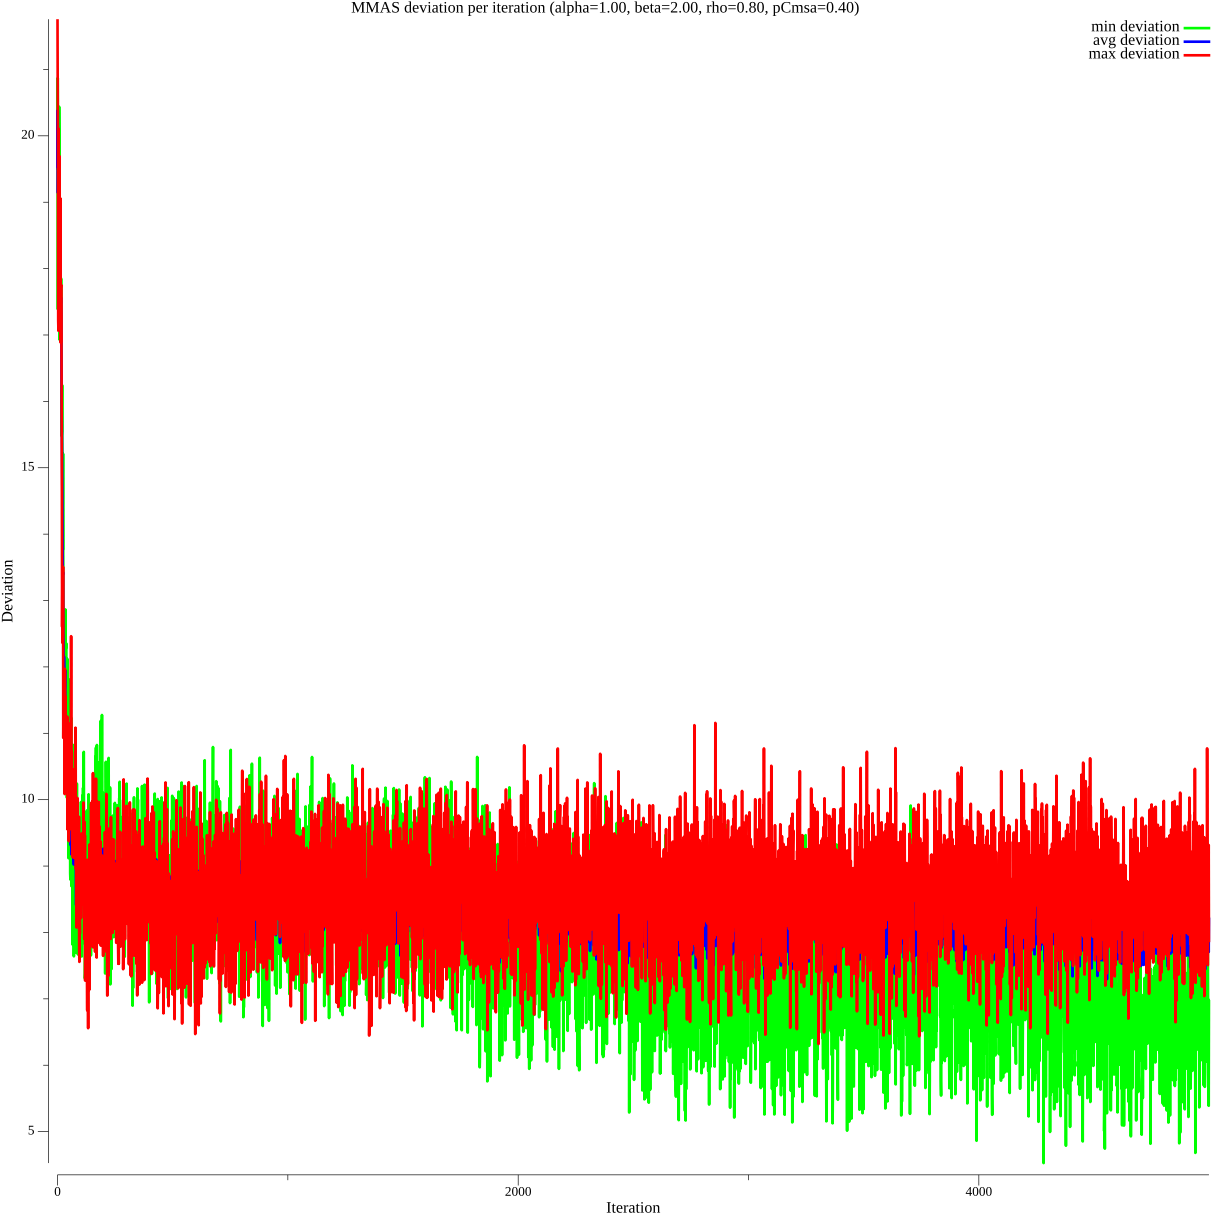 MMAS deviation per iteration (alpha=1.00, beta=2.00, rho=0.80, pCmsa=0.40)
min deviation
avg deviation
max deviation
20
15
10
5
Deviation
0
2000
4000
Iteration